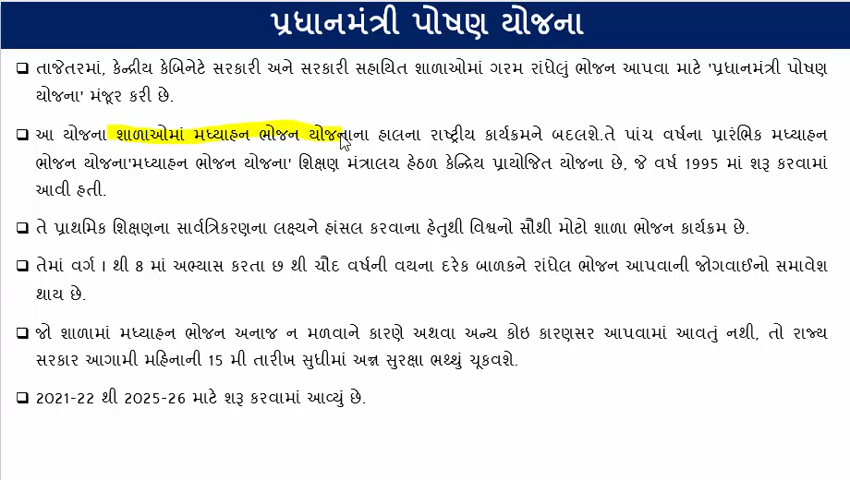 પ્રધાનમંત્રી પોષણ યોજના
તાજેતરમાં, કેન્દ્રીય કેબિનેટે સરકારી અને સરકારી સહાયિત શાળાઓમાં ગરમ રાંધેલું ભોજન આપવા માટે 'પ્રધાનમંત્રી પોષણ
યોજના' મંજૂર કરી છે.
આ યોજના શાળાઓમાં મધ્યાહન ભોજન યોજનાના હાલના રાષ્ટ્રીય કાર્યક્રમને બદલશે.તે પાંચ વર્ષના પ્રારંભિક મધ્યાહન
ભોજન યોજના'મધ્યાહન ભોજન યોજના' શિક્ષણ મંત્રાલય હેઠળ કેન્દ્રિય પ્રાયોજિત યોજના છે, જે વર્ષ 1995 માં શરૂ કરવામાં
આવી હતી.
તે પ્રાથમિક શિક્ષણના સાર્વત્રિકરણના લક્ષ્યને હાંસલ કરવાના હેતુથી વિશ્વનો સૌથી મોટો શાળા ભોજન કાર્યક્રમ છે.
તેમાં વર્ગ I થી 8 માં અભ્યાસ કરતા છ થી ચૌદ વર્ષની વયના દરેક બાળકને રાંધેલ ભોજન આપવાની જોગવાઈનો સમાવેશ
થાય છે.
જો શાળામાં મધ્યાહન ભોજન અનાજ ન મળવાને કારણે અથવા અન્ય કોઇ કારણસર આપવામાં આવતું નથી, તો રાજ્ય
સરકાર આગામી મહિનાની 15 મી તારીખ સુધીમાં અન્ન સુરક્ષા ભથ્થું ચૂકવશે.
2021-22 થી 2025-26 માટે શરૂ કરવામાં આવ્યું છે.